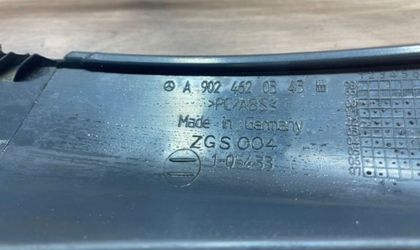 A 902 462 03 43
>PC/ABS<
Made in Germany
ZGS 004
1-05433